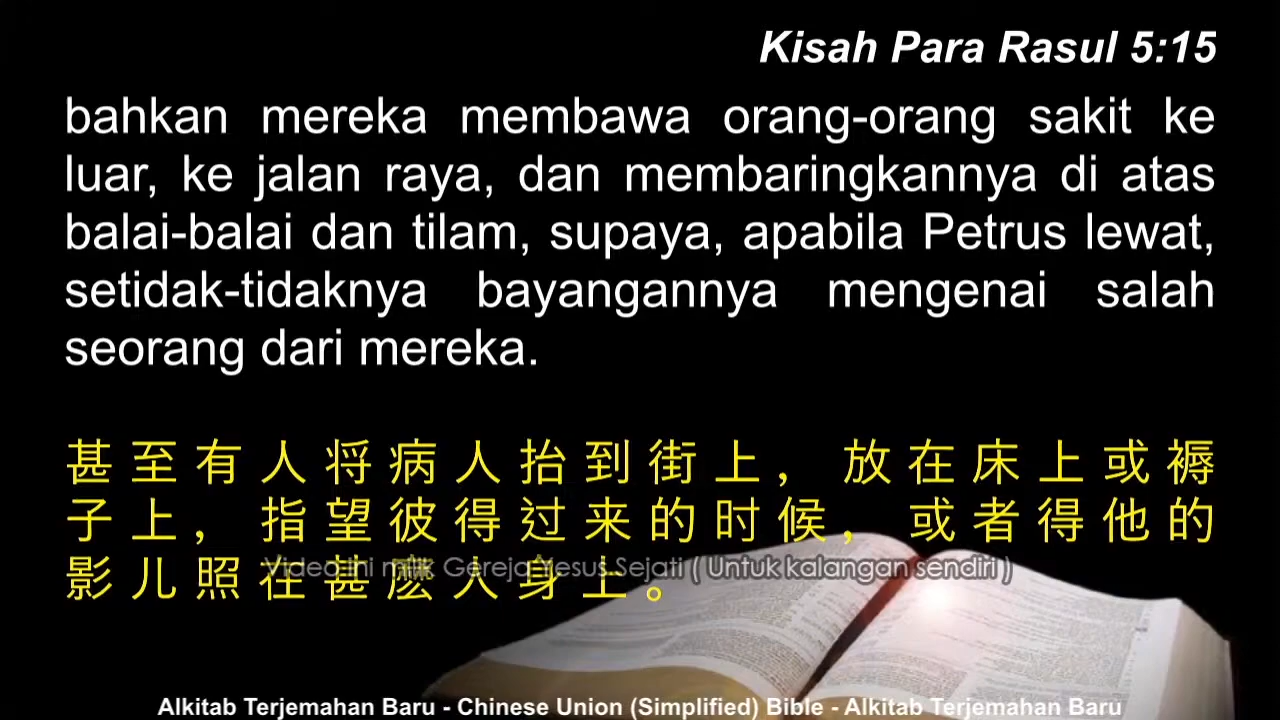 Kisah Para Rasul 5:15
bahkan mereka membawa orang-orang sakit ke
luar, ke jalan raya, dan membaringkannya di atas
balai-balai dan tilam, supaya, apabila Petrus lewat,
setidak-tidaknya bayangannya mengenai salah
seorang dari mereka.
甚至有人将病人抬到街上，放在床上或褥
子上，指望彼得过来的时候，或者得他的
影儿照在甚麽人身上。
Video ini Gereja Yesus Sejati ( Untuk kalangan sendiri )
Alkitab Terjemahan Baru - Chinese Union (Simplified) Bible - Alkitab Terjemahan Baru